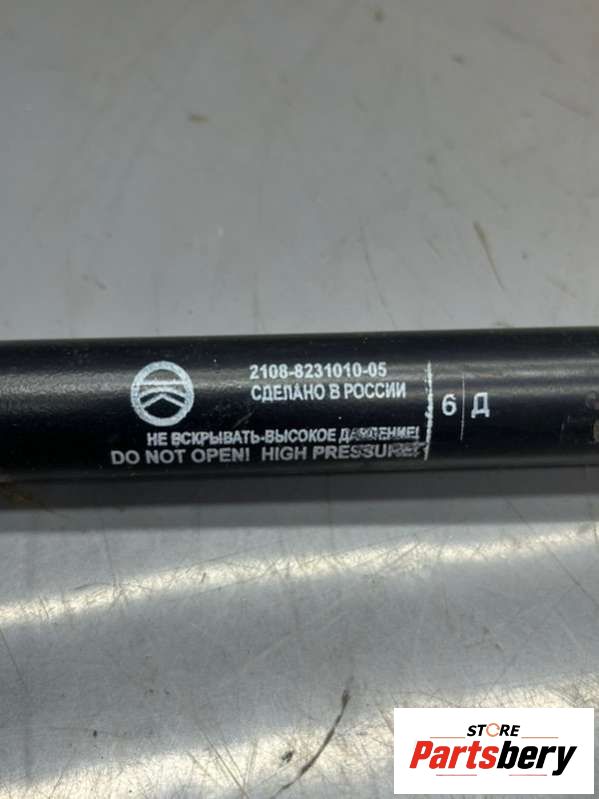 2108-8231010-05
СДЕЛАНО В РОССИИ
6 Д
НЕ ВСКРЫВАТЬ-ВЫСОКОЕ ДАВЛЕНИЕ!
DO NOT OPEN! HIGH PRESSURE!
STORE
Partsbery